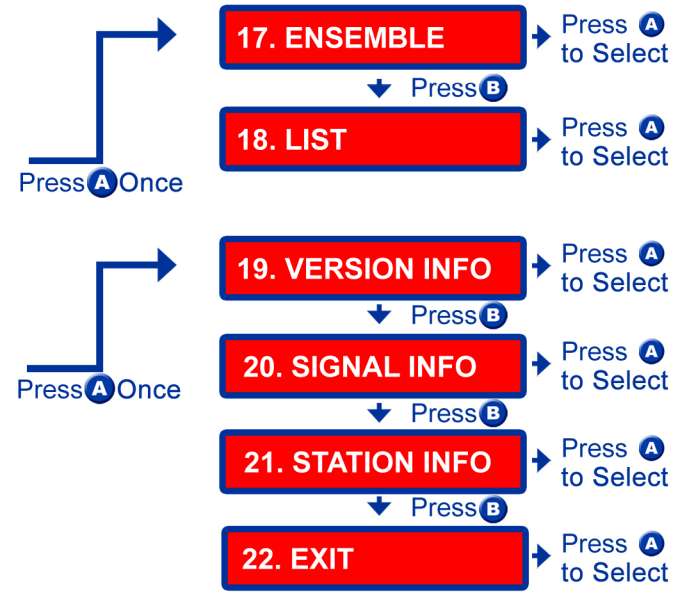 17. ENSEMBLE
Press A
to Select
Press B
18. LIST
Press A
to Select
Press A Once
19. VERSION INFO
Press A
to Select
Press B
20. SIGNAL INFO
Press A
to Select
Press A Once
Press B
21. STATION INFO
Press A
to Select
Press B
22. EXIT
Press A
to Select